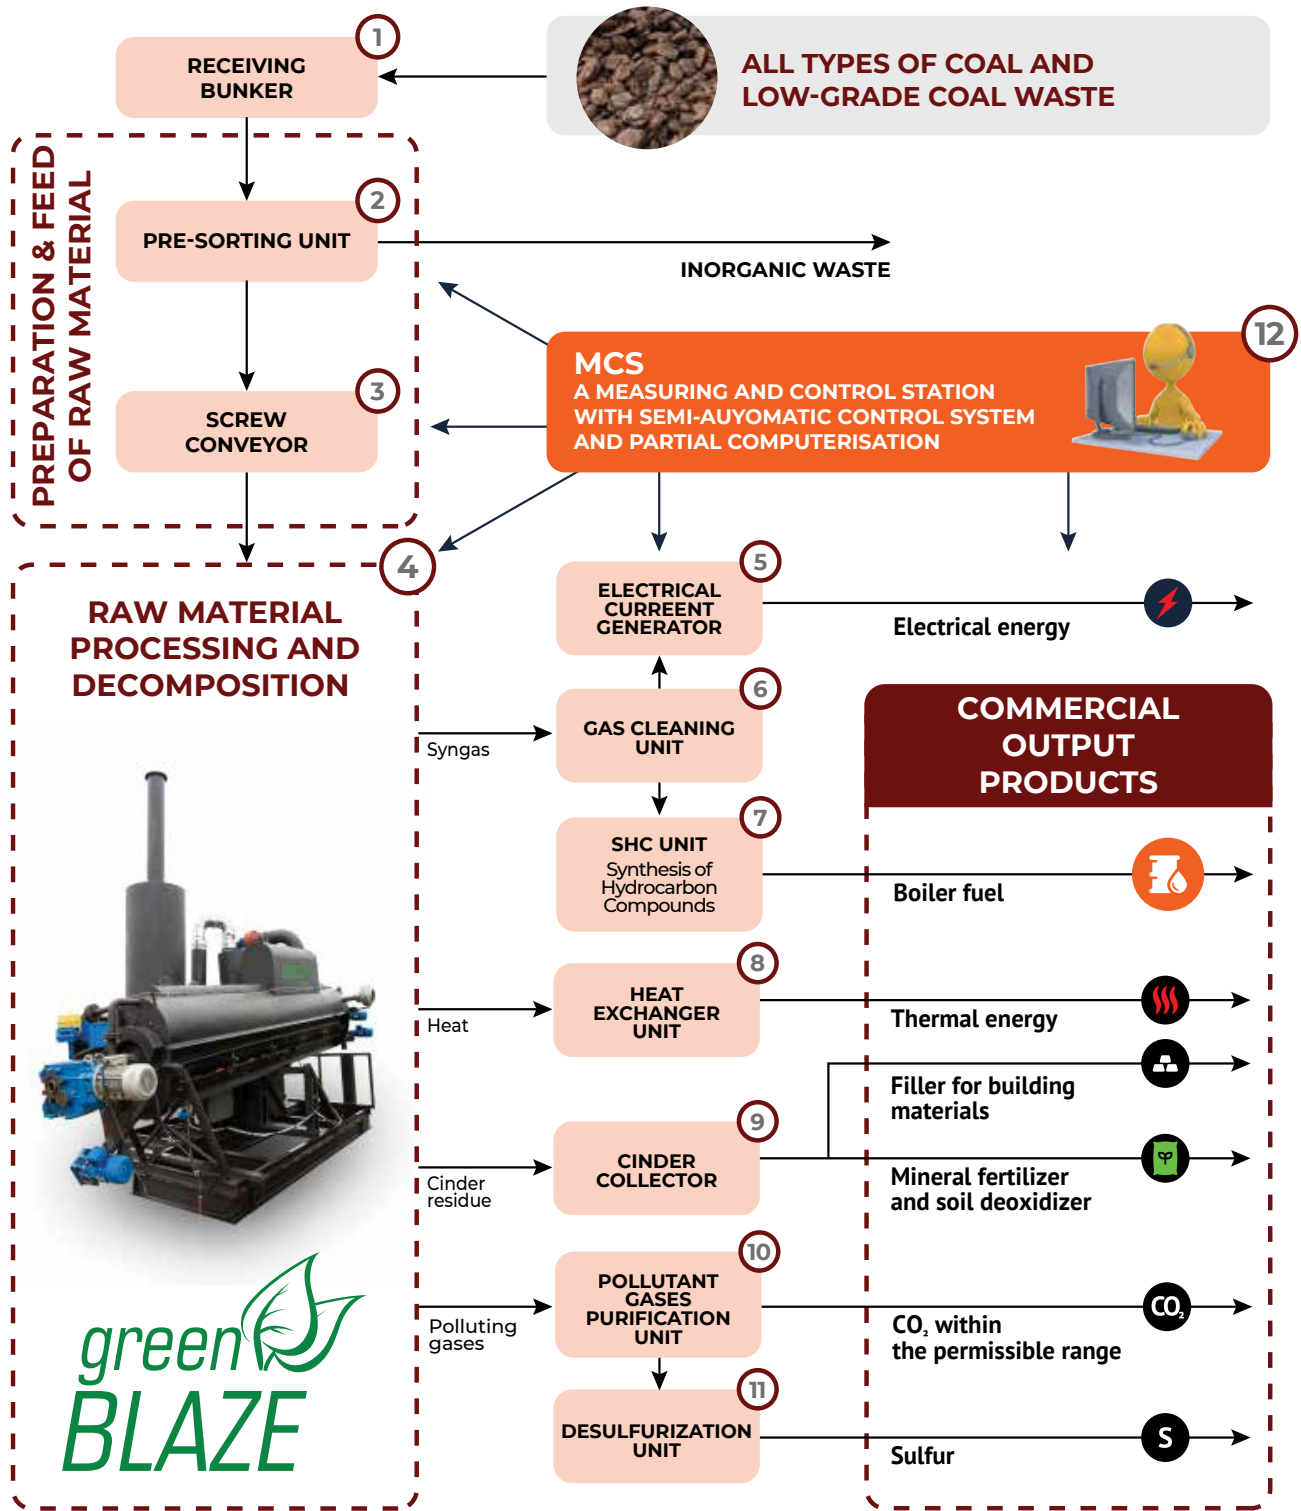 1
RECEIVING
BUNKER
ALL TYPES OF COAL AND
LOW-GRADE COAL WASTE
PREPARATION & FEED
OF RAW MATERIAL
2
PRE-SORTING UNIT
INORGANIC WASTE
3
SCREW
CONVEYOR
12
MCS
A MEASURING AND CONTROL STATION
WITH SEMI-AUYOMATIC CONTROL SYSTEM
AND PARTIAL COMPUTERISATION
4
RAW MATERIAL
PROCESSING AND
DECOMPOSITION
green
BLAZE
Syngas
Heat
Cinder
residue
Polluting
gases
5
ELECTRICAL
CURREENT
GENERATOR
Electrical energy
6
GAS CLEANING
UNIT
7
SHC UNIT
Synthesis of
Hydrocarbon
Compounds
COMMERCIAL
OUTPUT
PRODUCTS
Boiler fuel
8
HEAT
EXCHANGER
UNIT
Thermal energy
9
CINDER
COLLECTOR
Filler for building
materials
Mineral fertilizer
and soil deoxidizer
10
POLLUTANT
GASES
PURIFICATION
UNIT
CO₂
CO₂ within
the permissible range
11
DESULFURIZATION
UNIT
S
Sulfur